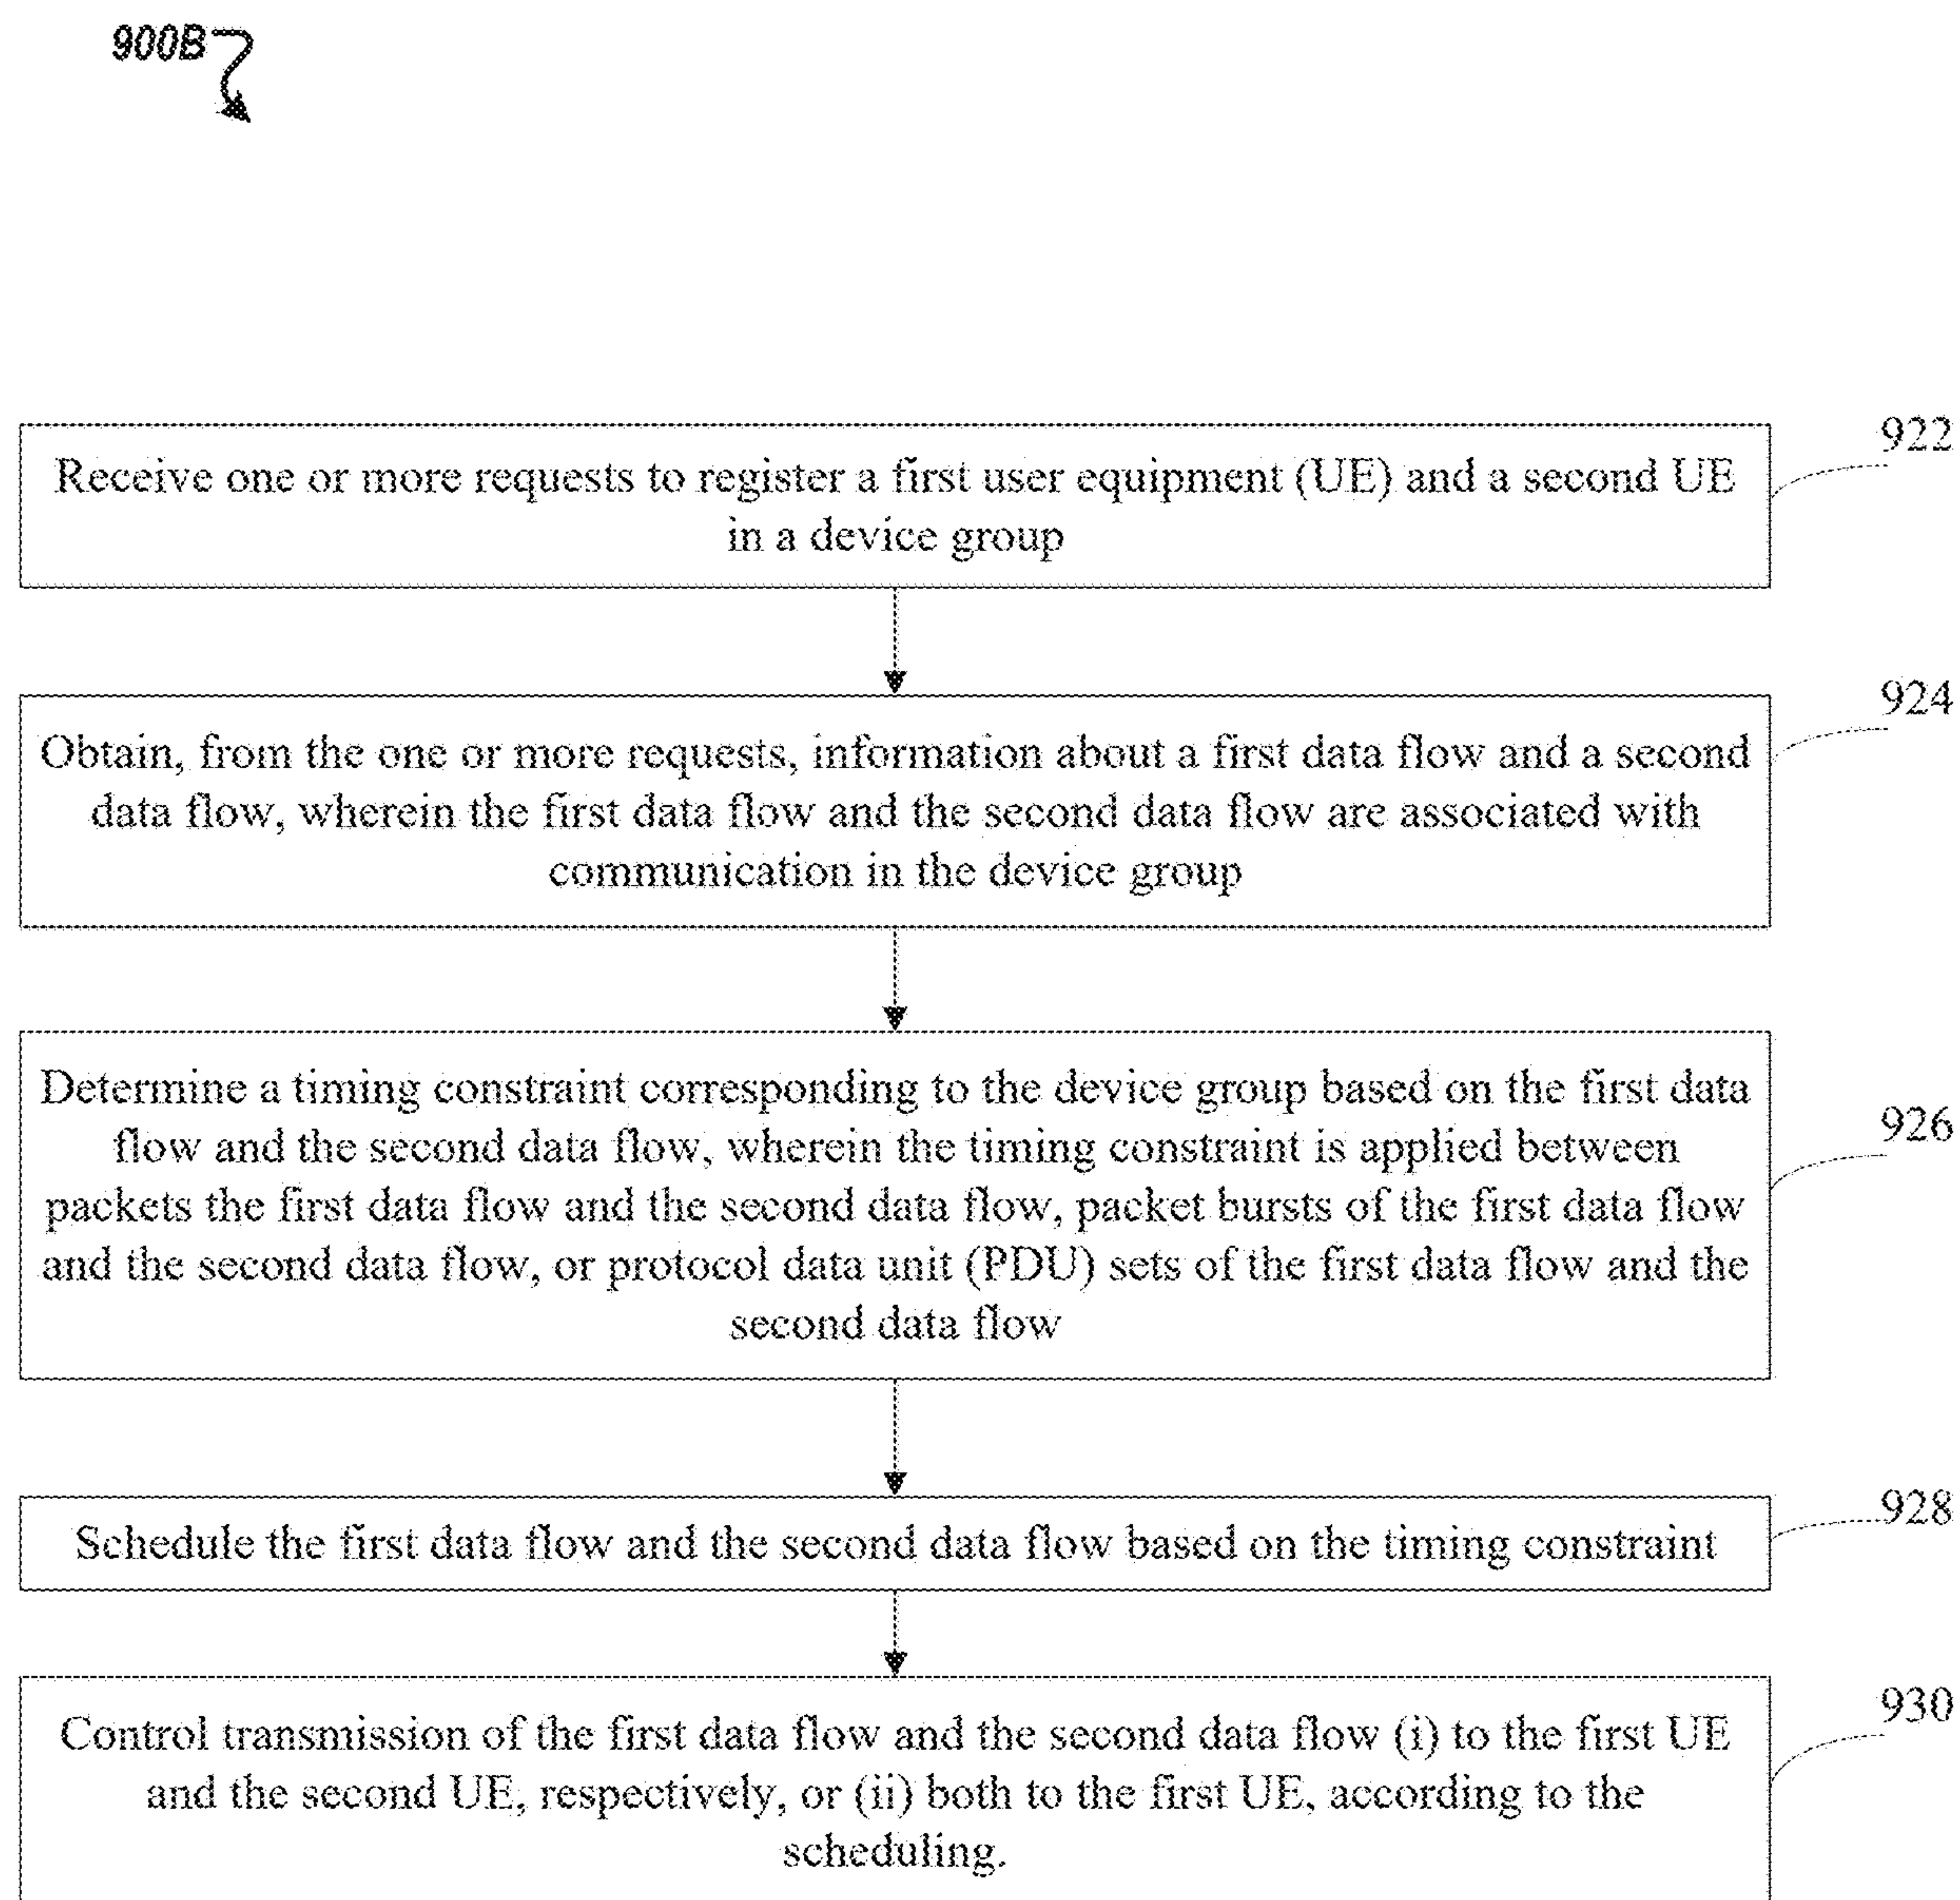 900B
922
Receive one or more requests to register a first user equipment (UE) and a second UE
in a device group
924
Obtain, from the one or more requests, information about a first data flow and a second
data flow, wherein the first data flow and the second data flow are associated with
communication in the device group
926
Determine a timing constraint corresponding to the device group based on the first data
flow and the second data flow, wherein the timing constraint is applied between
packets the first data flow and the second data flow, packet bursts of the first data flow
and the second data flow, or protocol data unit (PDU) sets of the first data flow and the
second data flow
928
Schedule the first data flow and the second data flow based on the timing constraint
930
Control transmission of the first data flow and the second data flow (i) to the first UE
and the second UE, respectively, or (ii) both to the first UE, according to the
scheduling.